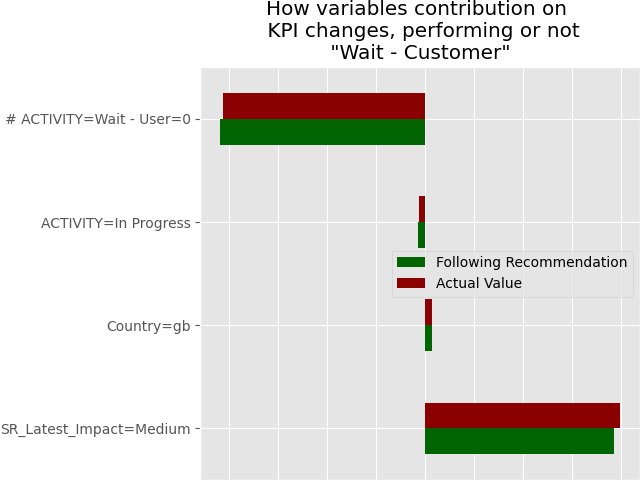 How variables contribution on
KPI changes, performing or not
"Wait - Customer"
# ACTIVITY=Wait - User=0
ACTIVITY=In Progress
Following Recommendation
Actual Value
Country=gb
SR_Latest_Impact=Medium